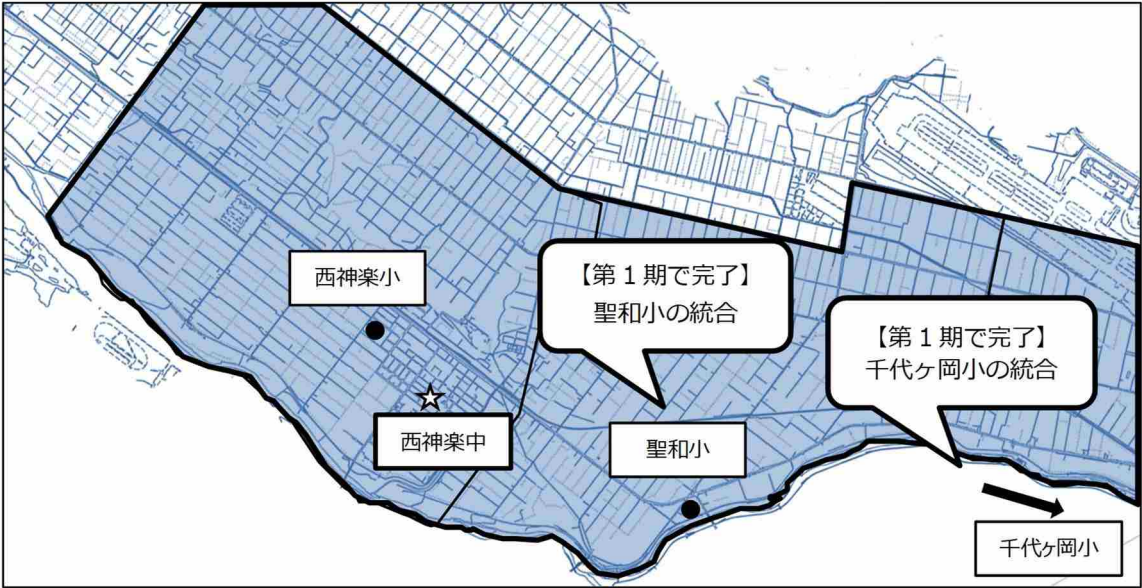 西神楽小
【第１期で完了】
聖和小の統合
【第１期で完了】
千代ヶ岡小の統合
西神楽中
聖和小
千代ヶ岡小